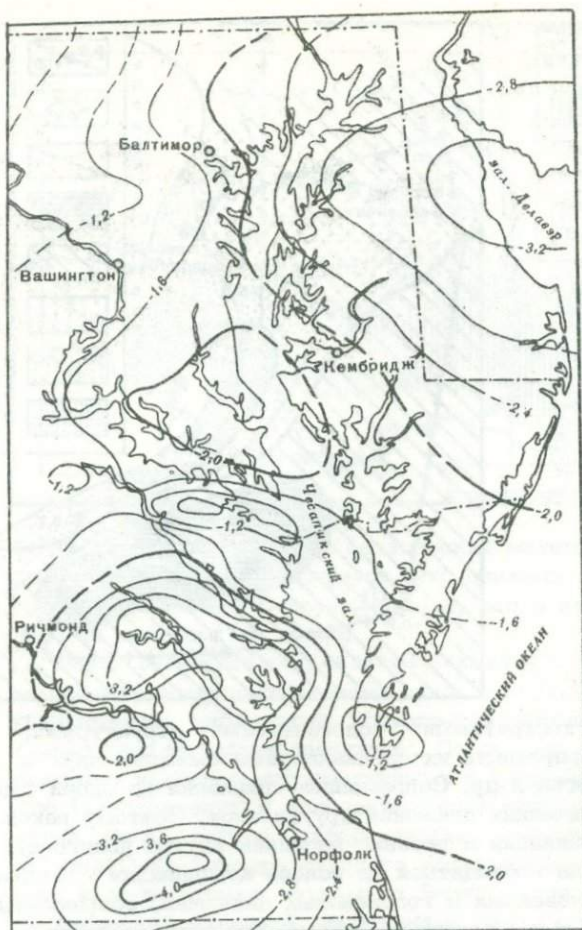 -2,8
Балтимор
зал. Делавэр
-1,2
-3,2
Вашингтон
-1,6
Кембридж
-2,4
-2,0
-1,2
-2,0
-1,2
Чесапикский зал.
-1,6
Ричмонд
-3,2
АТЛАНТИЧЕСКИЙ ОКЕАН
-2,0
-1,2
-1,6
Норфолк
-2,0
-3,2
-3,6
-4,0
-2,8
-2,4